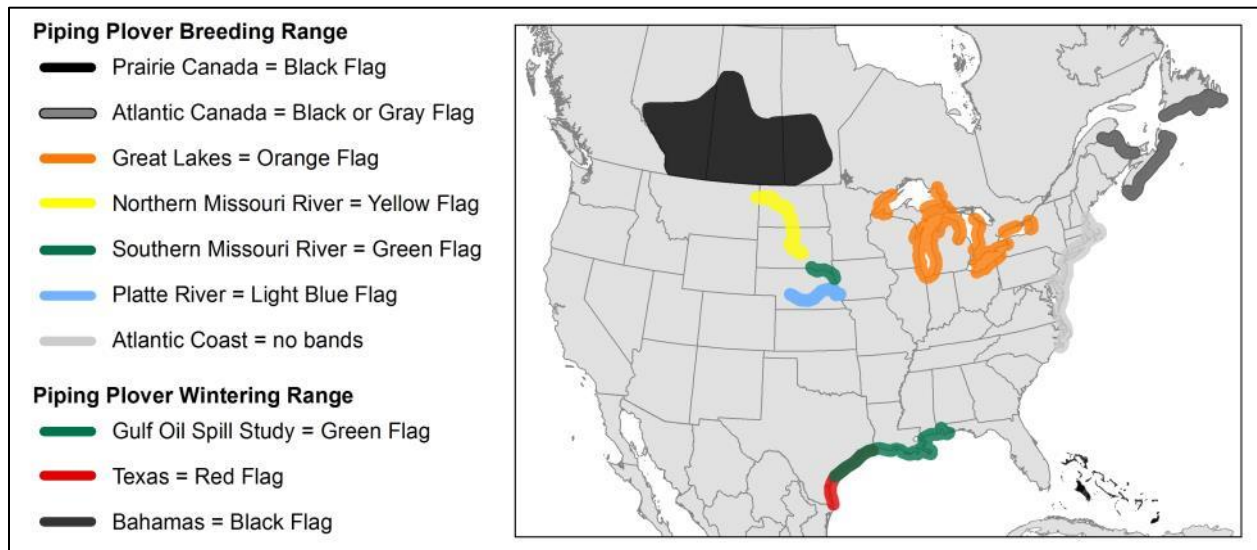 Piping Plover Breeding Range
Prairie Canada = Black Flag
Atlantic Canada = Black or Gray Flag
Great Lakes = Orange Flag
Northern Missouri River = Yellow Flag
Southern Missouri River = Green Flag
Platte River = Light Blue Flag
Atlantic Coast = no bands
Piping Plover Wintering Range
Gulf Oil Spill Study = Green Flag
Texas = Red Flag
Bahamas = Black Flag